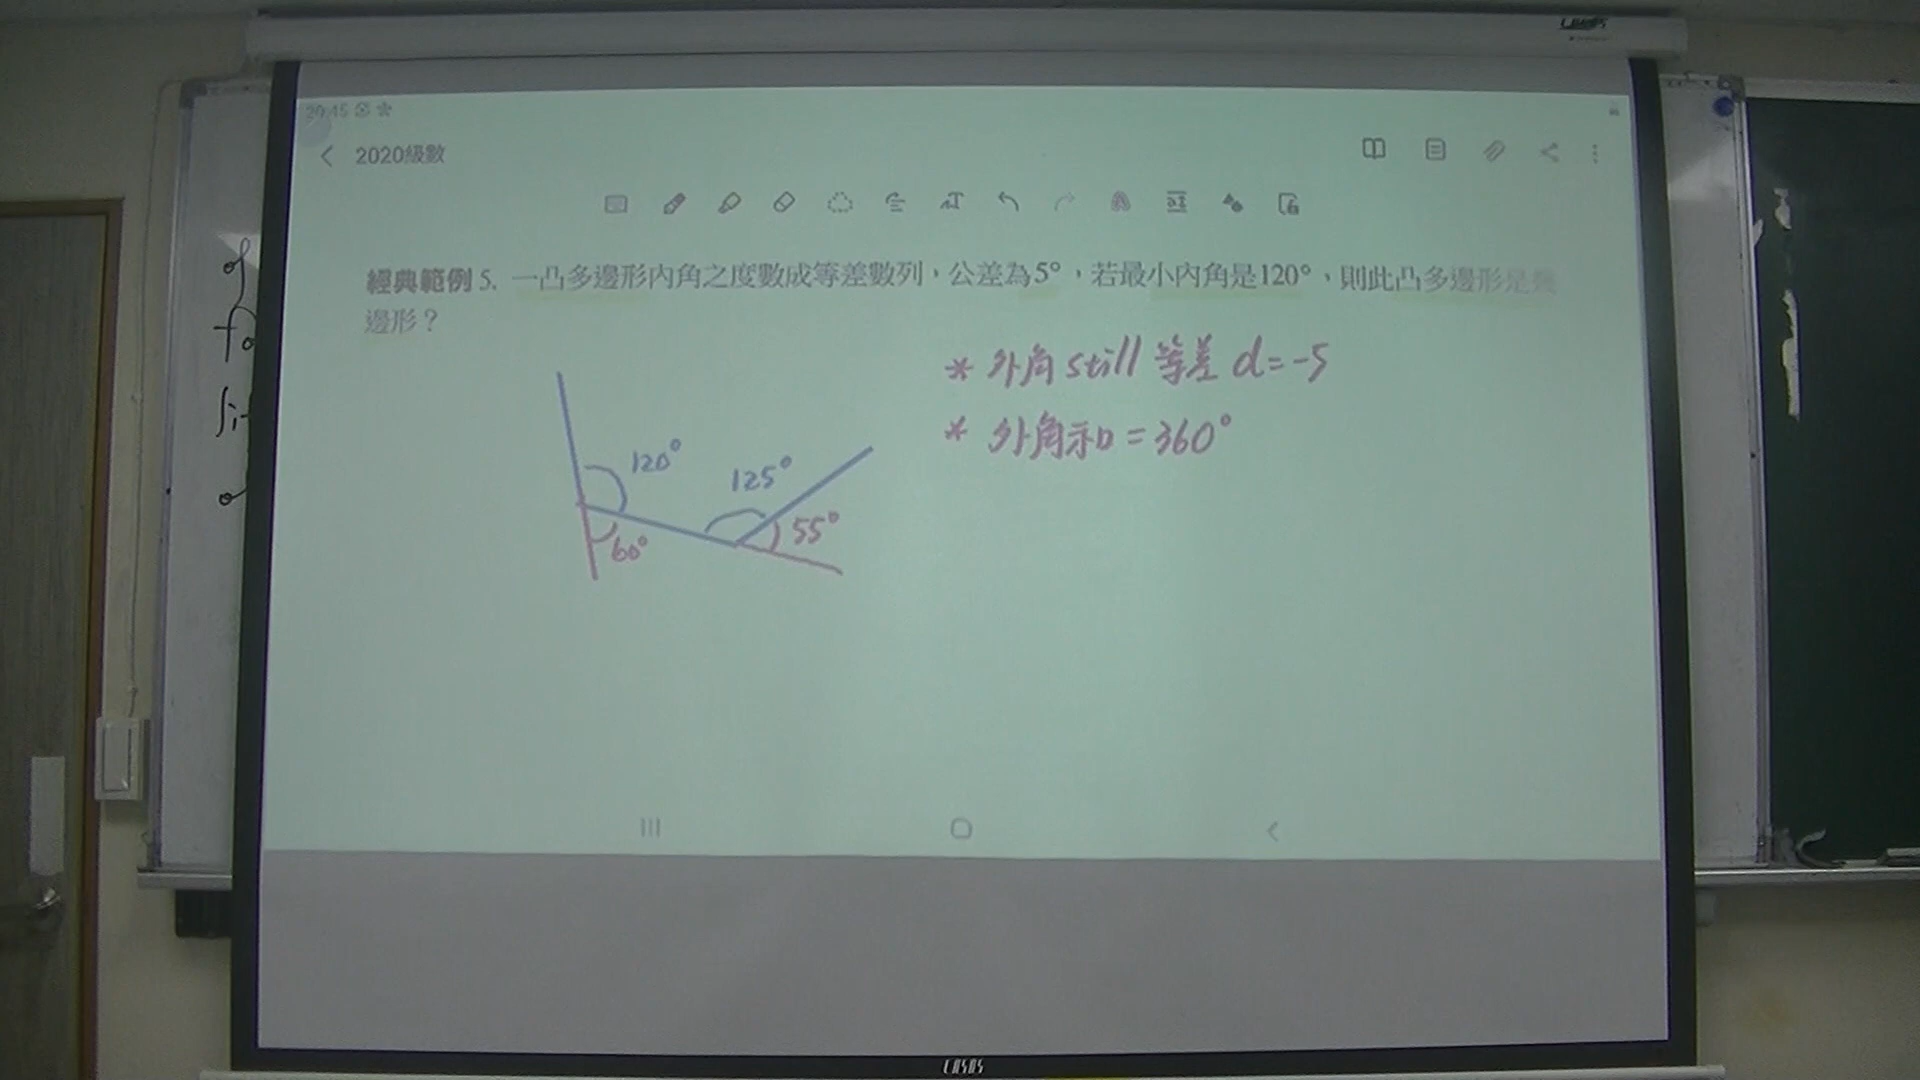 20:45
2020級數
經典範例 5. 一凸多邊形內角之度數成等差數列，公差為5°，若最小內角是120°，則此凸多邊形是幾
邊形？
* 外角 still 等差 d=-5
* 外角和=360°
120°
125°
60°
55°